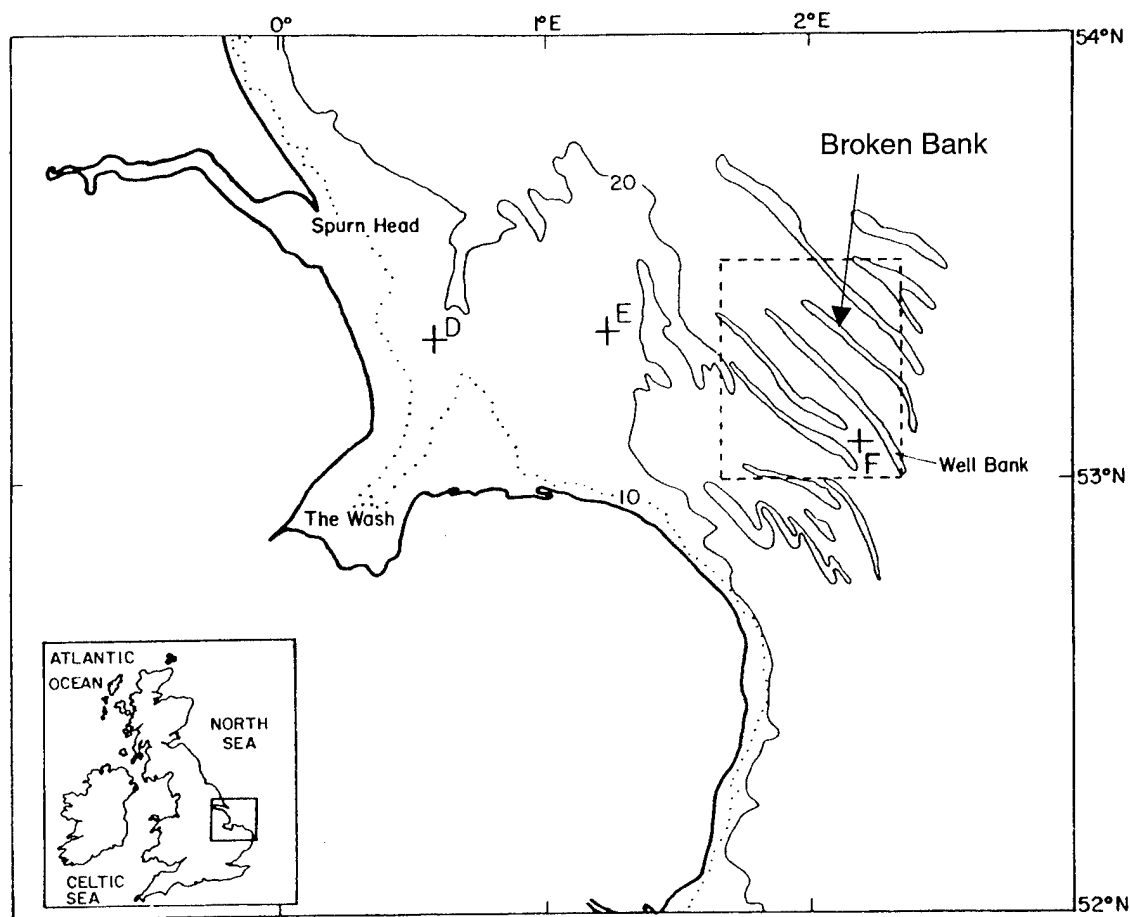 0°
1°E
2°E
54°N
Broken Bank
20
Spurn Head
D
E
F
Well Bank
53°N
10
The Wash
ATLANTIC
OCEAN
NORTH
SEA
CELTIC
SEA
52°N